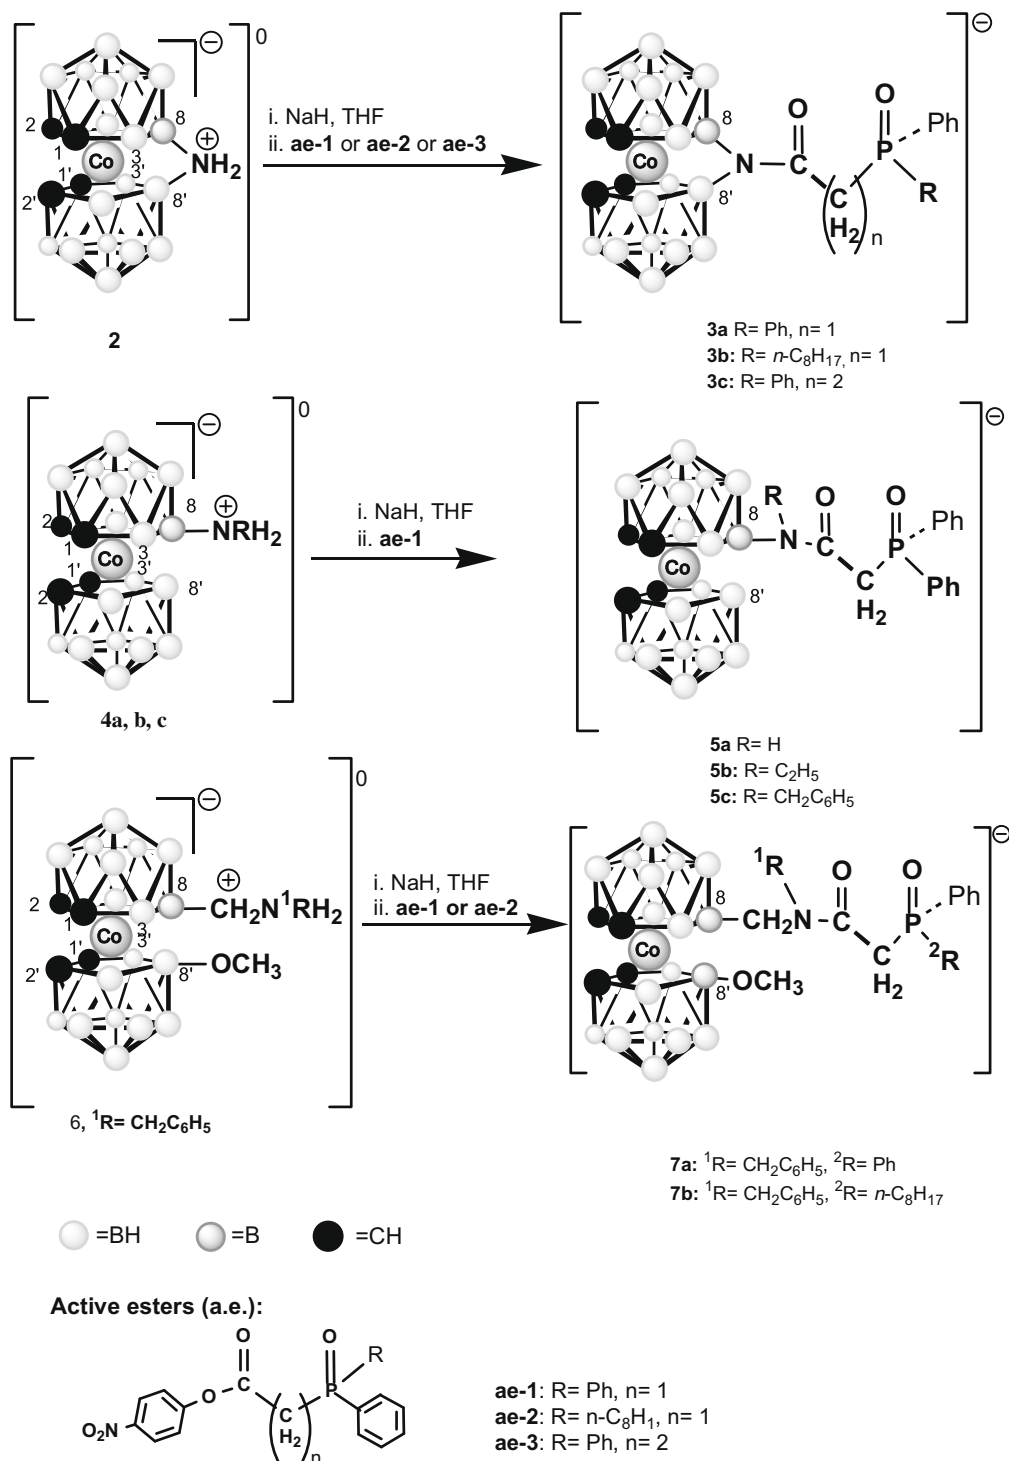 ⊖ 0
8
2
1
Co
3
3'
⊕
NH2
1'
2'
8'
2
i. NaH, THF
ii. ae-1 or ae-2 or ae-3
⊖
8
Co
8'
N
O
C
C
H2
n
O
P
Ph
R
3a R= Ph, n= 1
3b: R= n-C8H17, n= 1
3c: R= Ph, n= 2
⊖ 0
8
⊕
NRH2
2
1
Co
3
3'
1'
2
8'
4a, b, c
i. NaH, THF
ii. ae-1
⊖
8
R
N
O
C
C
H2
O
P
Ph
Ph
Co
8'
5a R= H
5b: R= C2H5
5c: R= CH2C6H5
⊖ 0
8
⊕
CH2N1RH2
2
1
Co
3
3'
1'
2'
8'
OCH3
6, 1R= CH2C6H5
i. NaH, THF
ii. ae-1 or ae-2
⊖
1R
8
CH2N
O
C
C
H2
O
P
Ph
2R
Co
8'
OCH3
7a: 1R= CH2C6H5, 2R= Ph
7b: 1R= CH2C6H5, 2R= n-C8H17
=BH =B =CH
Active esters (a.e.):
O2N
O
O
C
C
H2
n
O
P
R
ae-1: R= Ph, n= 1
ae-2: R= n-C8H1, n= 1
ae-3: R= Ph, n= 2